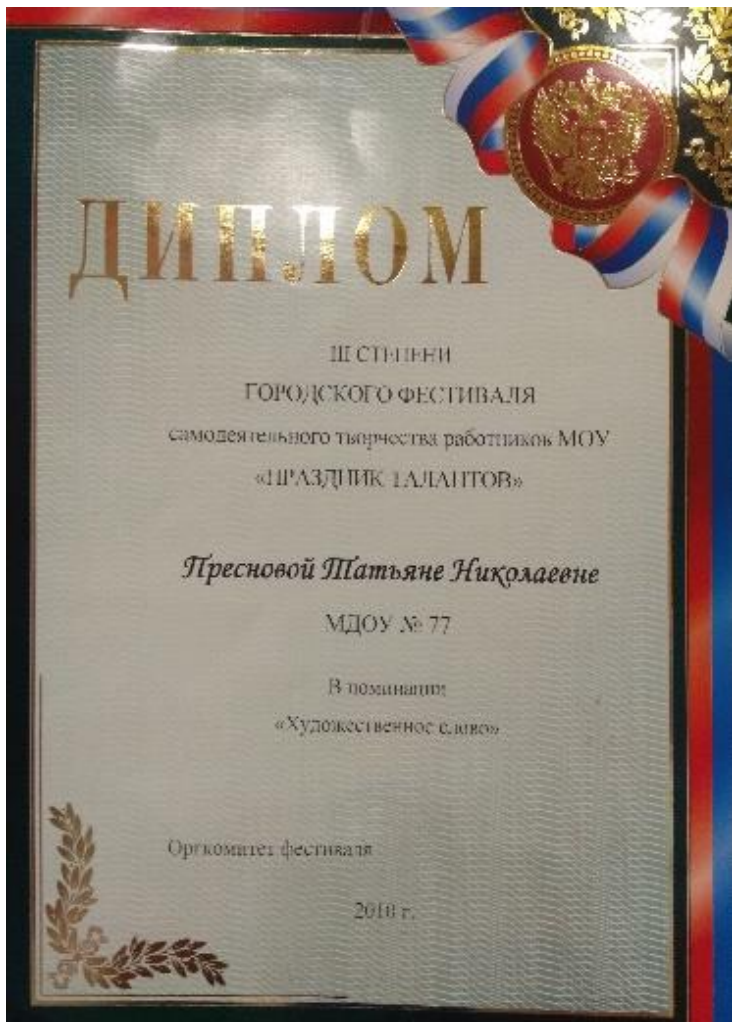 ДИПЛОМ
III СТЕПЕНИ
ГОРОДСКОГО ФЕСТИВАЛЯ
самодеятельного творчества работников МОУ
«ПРАЗДНИК ТАЛАНТОВ»
Пресновой Татьяне Николаевне
МДОУ № 77
В номинации
«Художественное слово»
Оргкомитет фестиваля
2010 г.